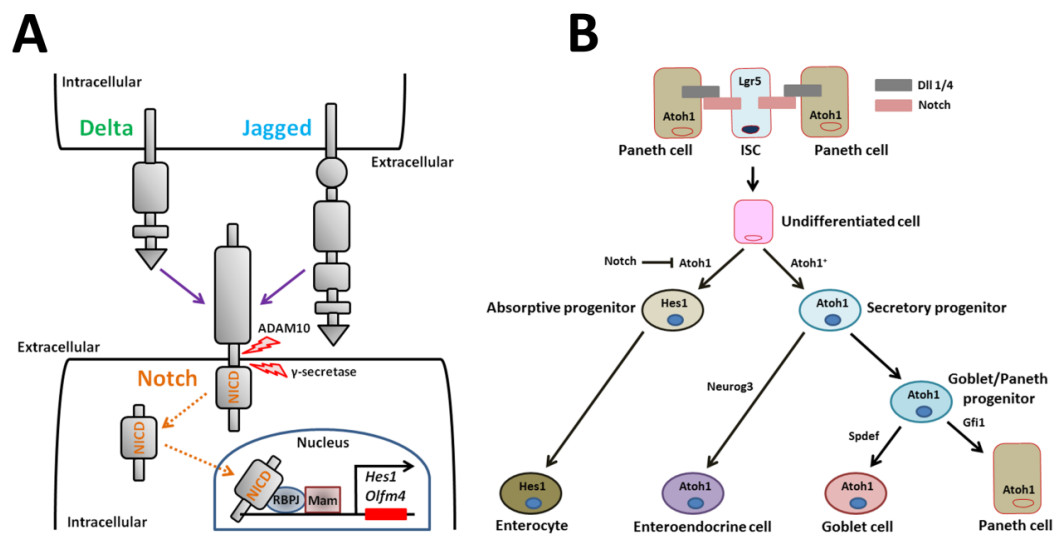 A
Intracellular
Delta
Jagged
Extracellular
ADAM10
Extracellular
γ-secretase
Notch
NICD
NICD
Nucleus
NICD
RBPJ
Mam
Hes1
Olfm4
Intracellular
B
Lgr5
Atoh1
Atoh1
Dll 1/4
Notch
Paneth cell
ISC
Paneth cell
Undifferentiated cell
Notch
Atoh1
Atoh1⁺
Absorptive progenitor
Hes1
Atoh1
Secretory progenitor
Neurog3
Atoh1
Goblet/Paneth
progenitor
Spdef
Gfi1
Hes1
Atoh1
Atoh1
Atoh1
Enterocyte
Enteroendocrine cell
Goblet cell
Paneth cell